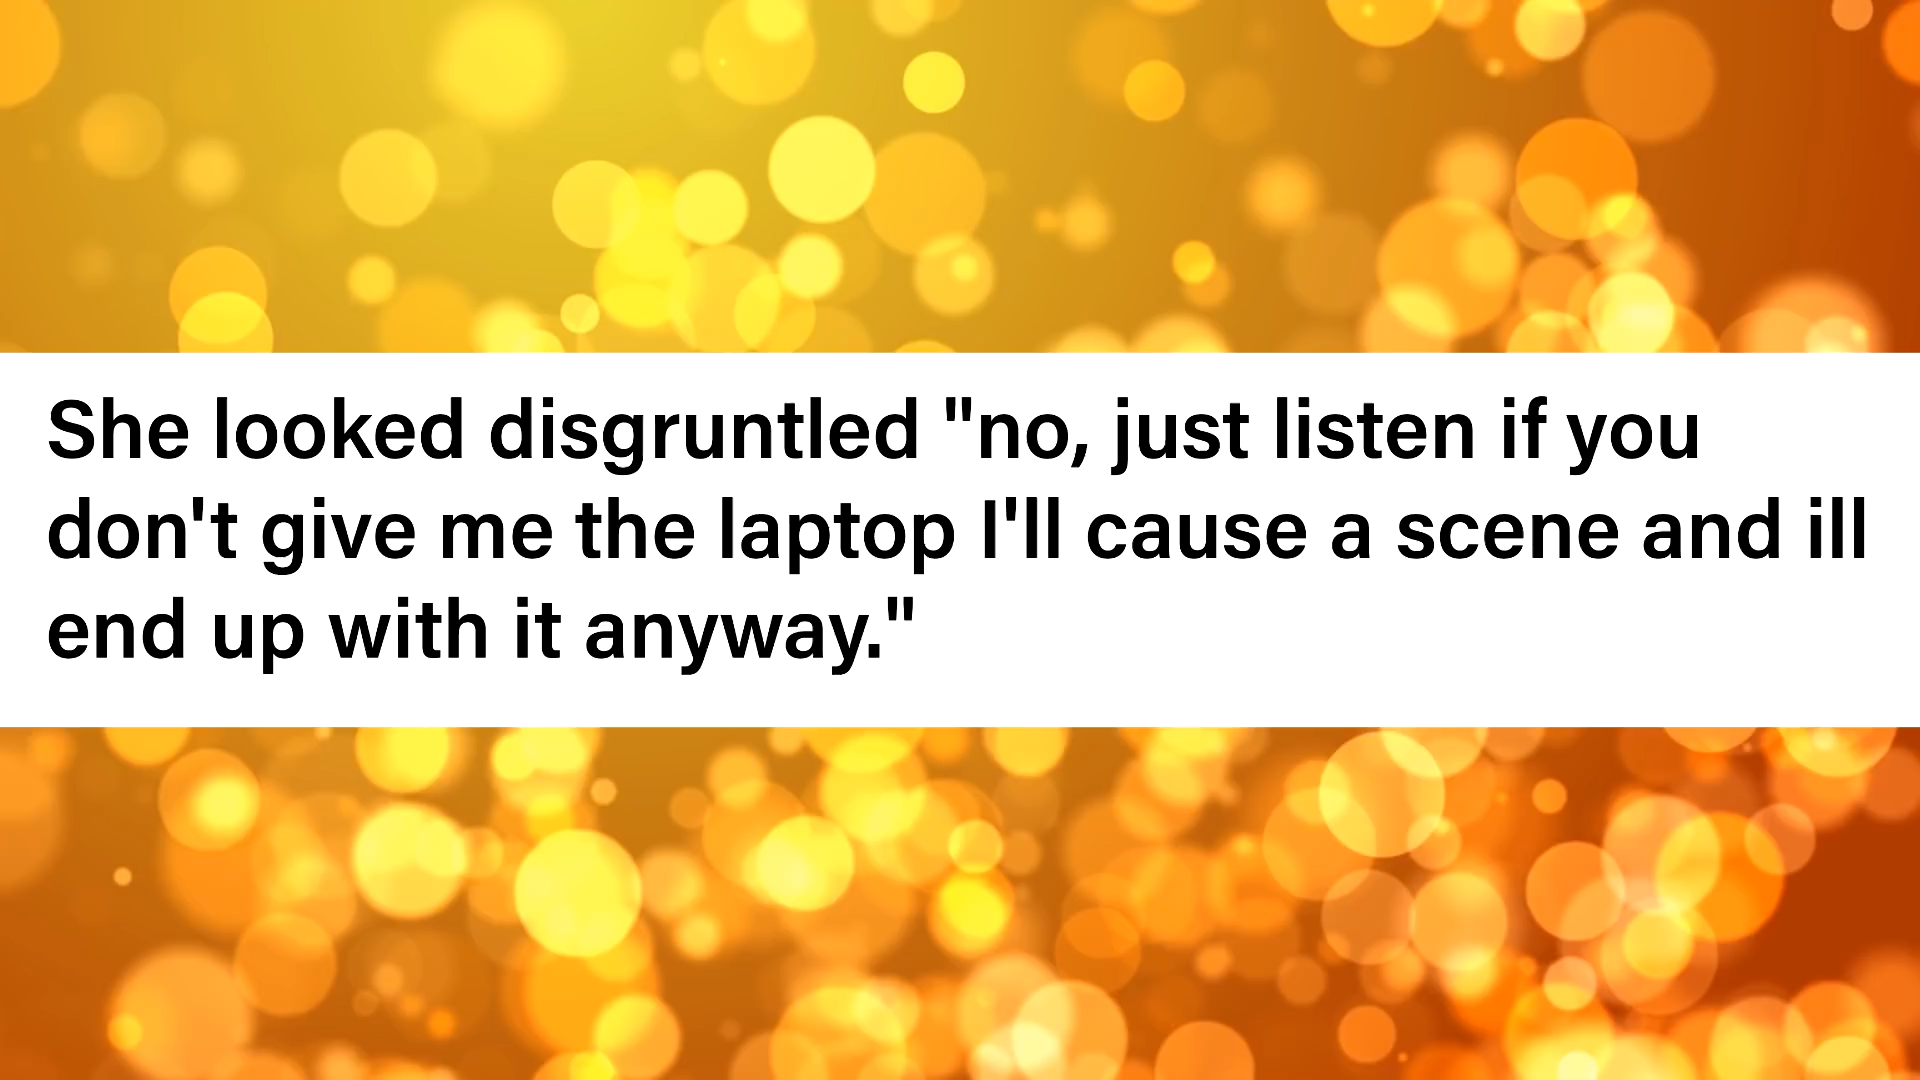 She looked disgruntled "no, just listen if you
don't give me the laptop I'll cause a scene and ill
end up with it anyway."